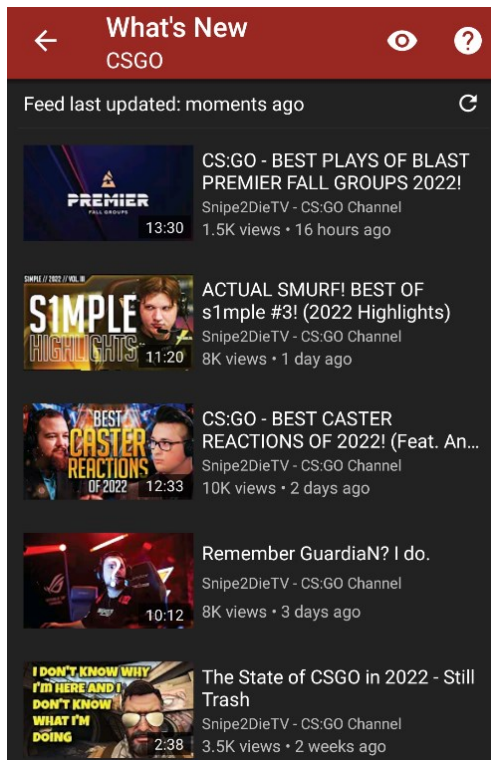 What's New
CSGO
Feed last updated: moments ago
PREMIER
FALL GROUPS
13:30
CS:GO - BEST PLAYS OF BLAST
PREMIER FALL GROUPS 2022!
Snipe2DieTV - CS:GO Channel
1.5K views • 16 hours ago
S1MPLE // 2022 // VOL. III
S1MPLE
HIGHLIGHTS
11:20
ACTUAL SMURF! BEST OF
s1mple #3! (2022 Highlights)
Snipe2DieTV - CS:GO Channel
8K views • 1 day ago
BEST
CASTER
REACTIONS
OF 2022
12:33
CS:GO - BEST CASTER
REACTIONS OF 2022! (Feat. An...
Snipe2DieTV - CS:GO Channel
10K views • 2 days ago
10:12
Remember GuardiaN? I do.
Snipe2DieTV - CS:GO Channel
8K views • 3 days ago
I DON'T KNOW WHY
I'M HERE AND I
DON'T KNOW
WHAT I'M
DOING
2:38
The State of CSGO in 2022 - Still
Trash
Snipe2DieTV - CS:GO Channel
3.5K views • 2 weeks ago